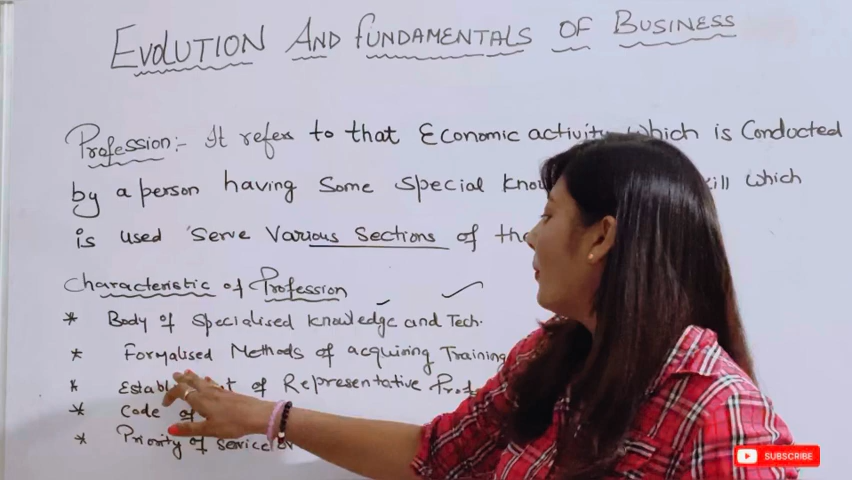 EVOLUTION AND FUNDAMENTALS OF BUSINESS
Profession:- It refers to that Economic activity which is Conducted
by a person having Some Special which
is used Serve Various Sections of the
Characteristic of Profession
* Body of Specialised Knowledge and Tech.
* Formalised Methods of acquiring Training
* of Representative
* Code of
* Priority of Service
SUBSCRIBE